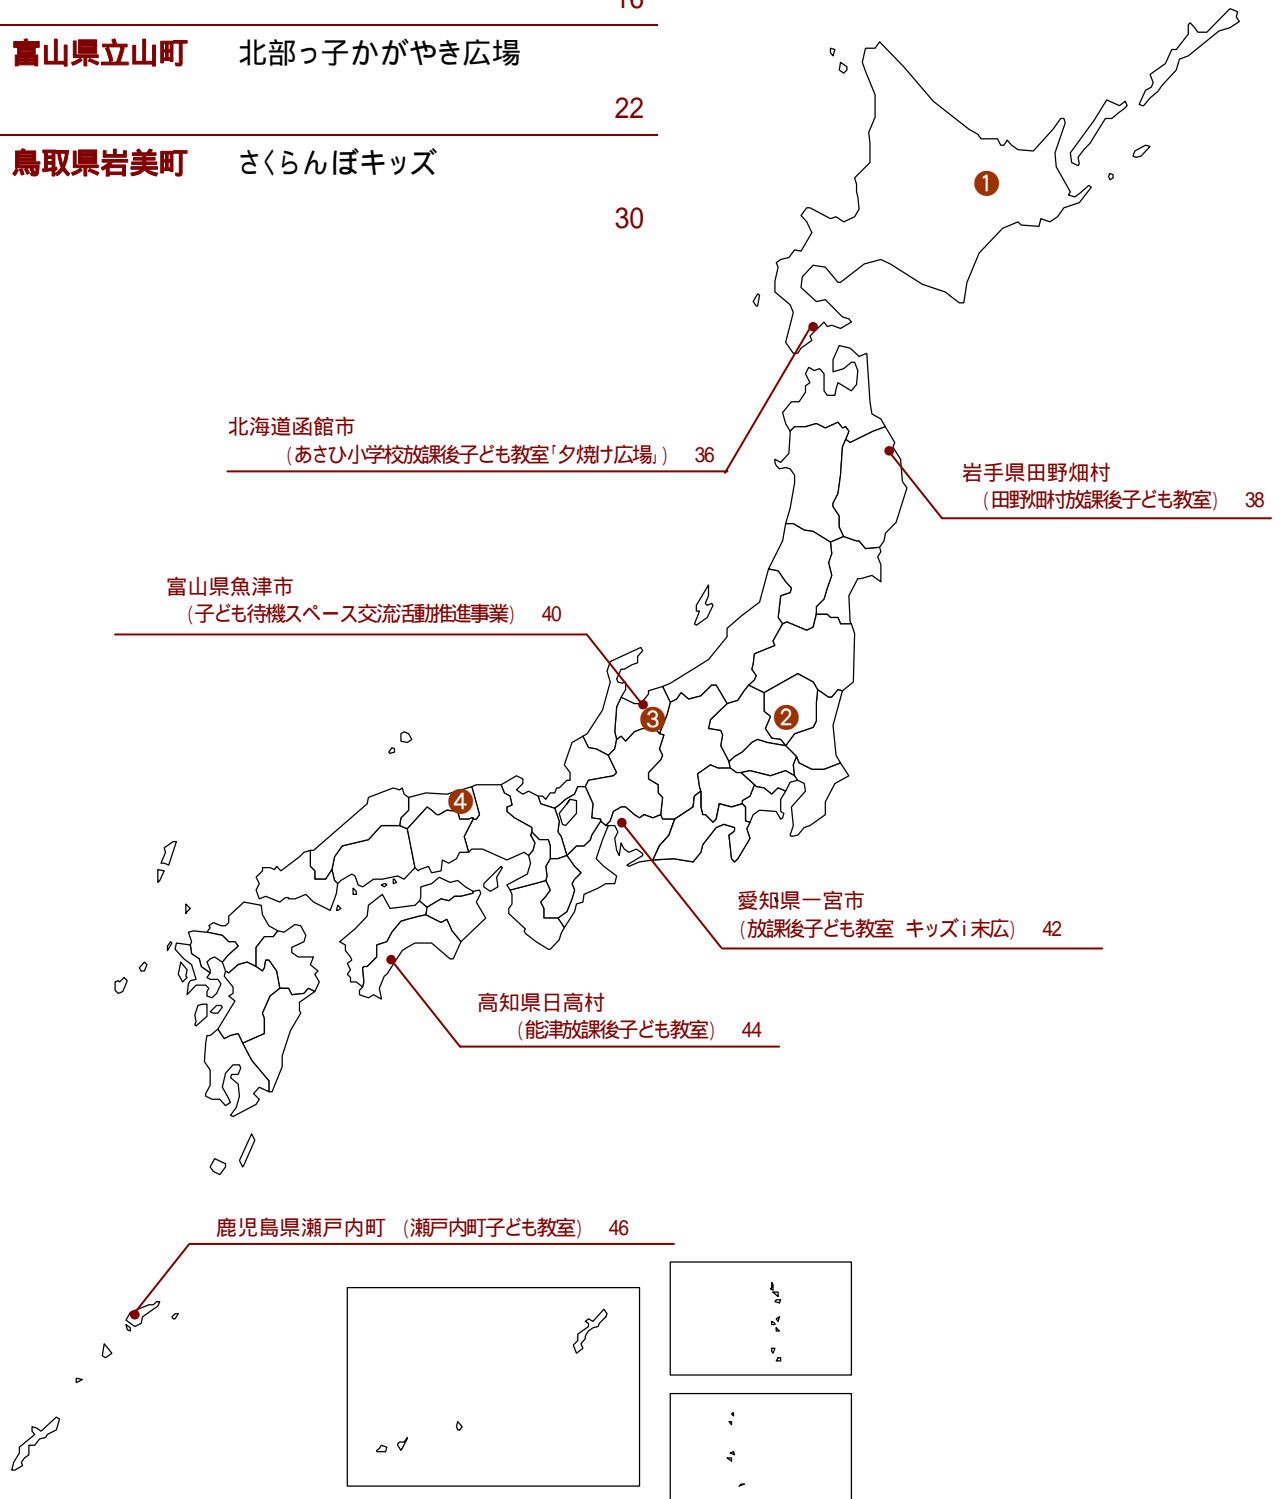 16
富山県立山町 北部っ子かがやき広場
22
鳥取県岩美町 さくらんぼキッズ
30
❶
北海道函館市
(あさひ小学校放課後子ども教室「夕焼け広場」) 36
岩手県田野畑村
(田野畑村放課後子ども教室) 38
富山県魚津市
(子ども待機スペース交流活動推進事業) 40
❷
❸
❹
愛知県一宮市
(放課後子ども教室 キッズi末広) 42
高知県日高村
(能津放課後子ども教室) 44
鹿児島県瀬戸内町 (瀬戸内町子ども教室) 46